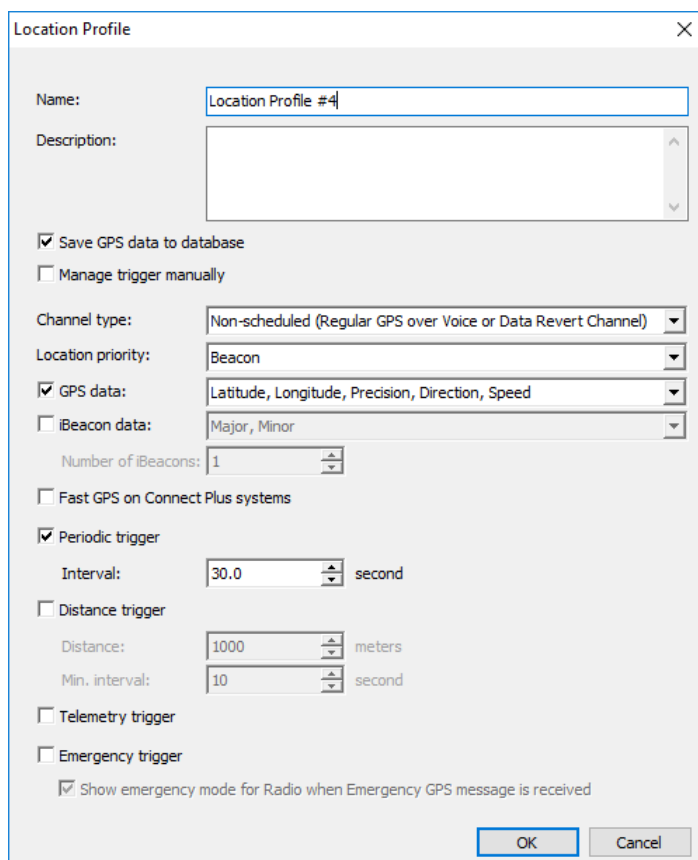 Location Profile
Name: Location Profile #4
Description:
Save GPS data to database
Manage trigger manually
Channel type: Non-scheduled (Regular GPS over Voice or Data Revert Channel)
Location priority: Beacon
GPS data: Latitude, Longitude, Precision, Direction, Speed
iBeacon data: Major, Minor
Number of iBeacons: 1
Fast GPS on Connect Plus systems
Periodic trigger
Interval: 30.0 second
Distance trigger
Distance: 1000 meters
Min. interval: 10 second
Telemetry trigger
Emergency trigger
Show emergency mode for Radio when Emergency GPS message is received
OK Cancel